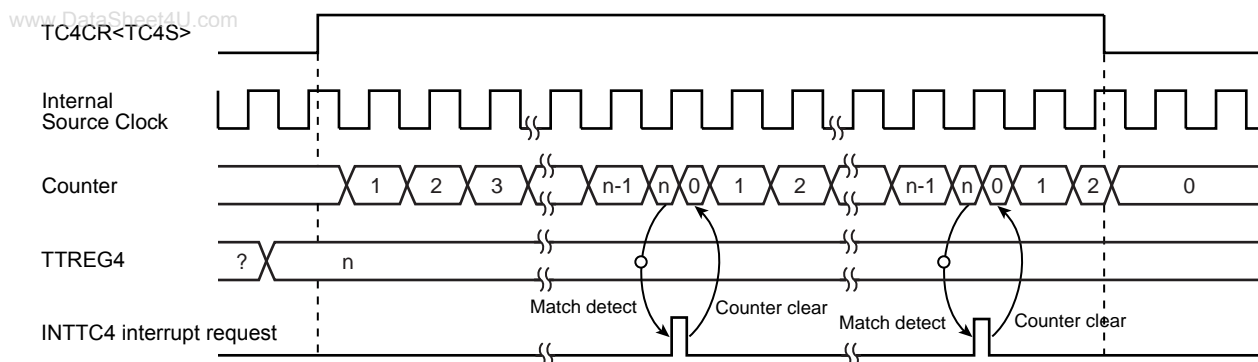 www.DataSheet4U.com
TC4CR<TC4S>
Internal
Source Clock
Counter
1 2 3 n-1 n 0 1 2 n-1 n 0 1 2 0
TTREG4
? n
Match detect Counter clear Match detect Counter clear
INTTC4 interrupt request